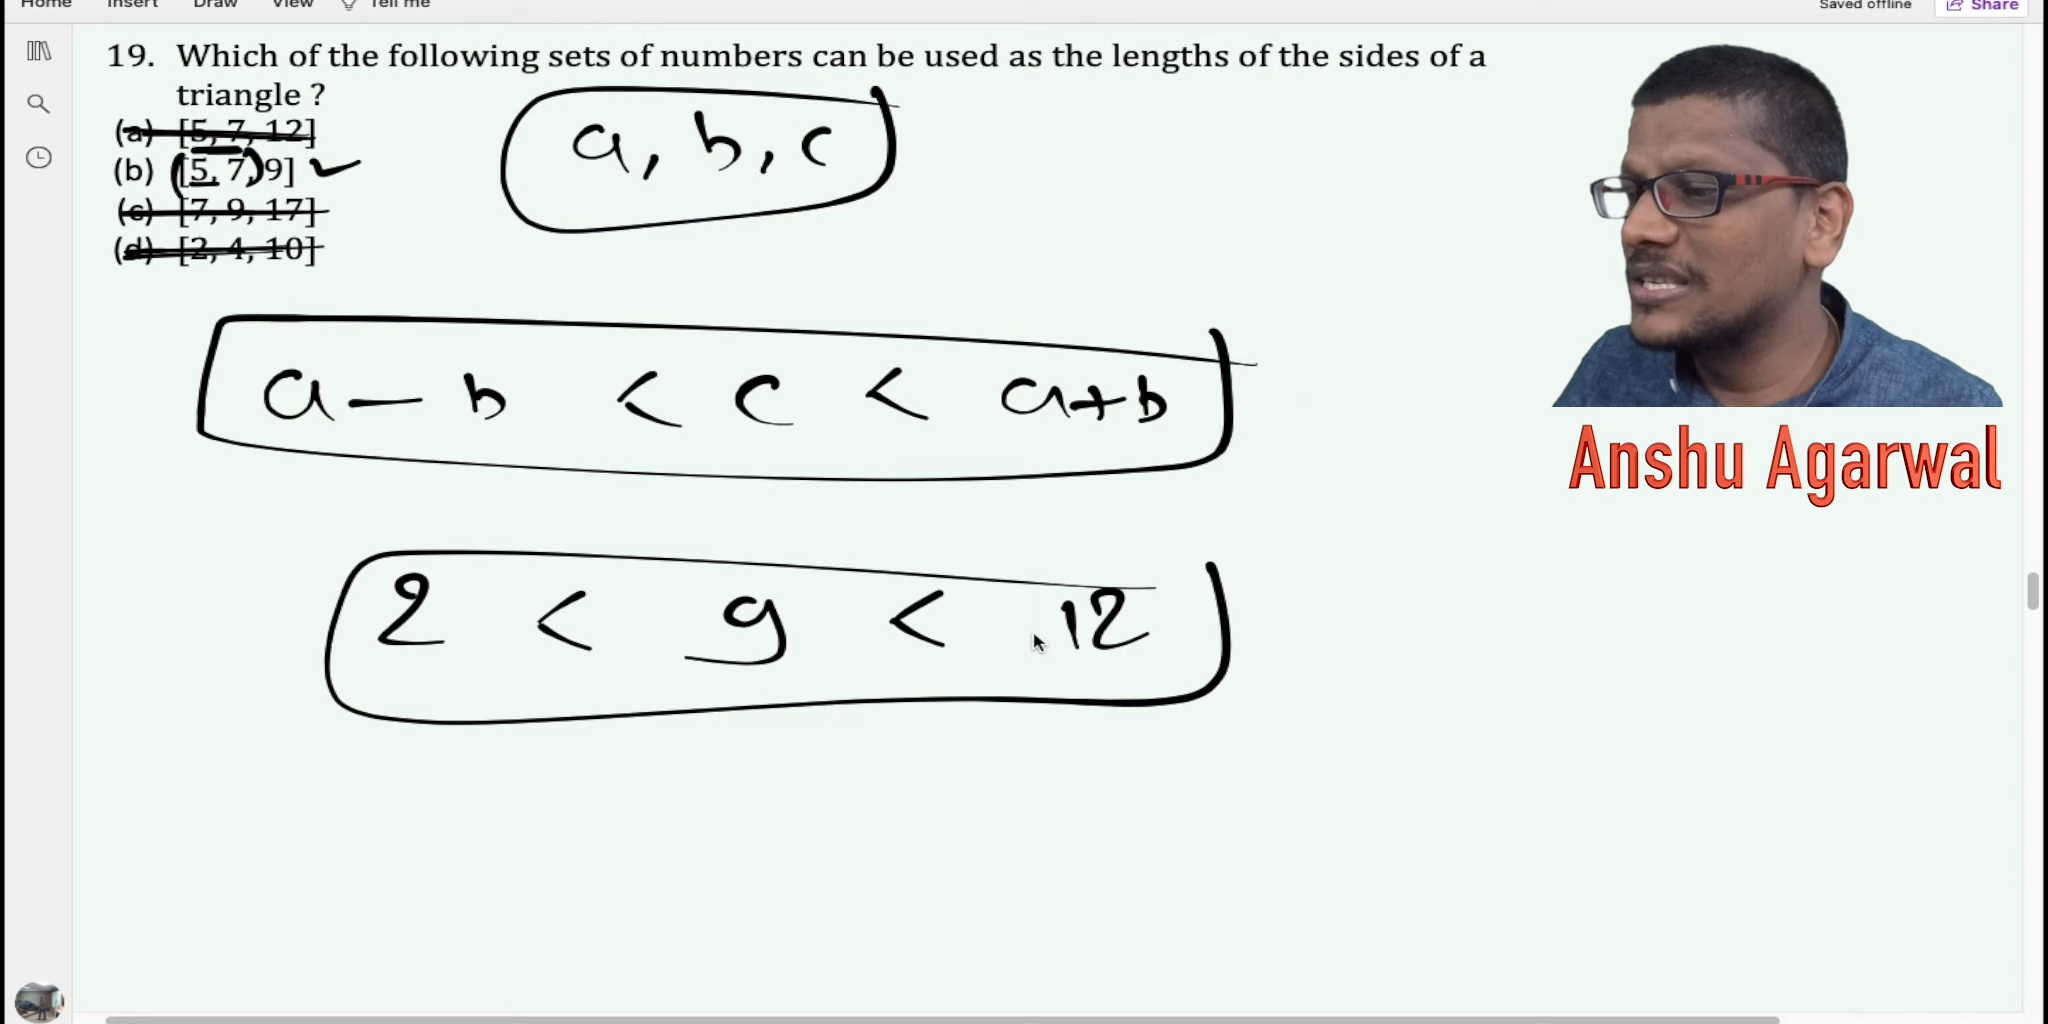 Home Insert Draw View Tell me Saved offline Share
19. Which of the following sets of numbers can be used as the lengths of the sides of a
triangle ?
(a) [5, 7, 12]
(b) [5, 7, 9]
(c) [7, 9, 17]
(d) [2, 4, 10]
a, b, c
a - b < c < a+b
Anshu Agarwal
2 < 9 < 12